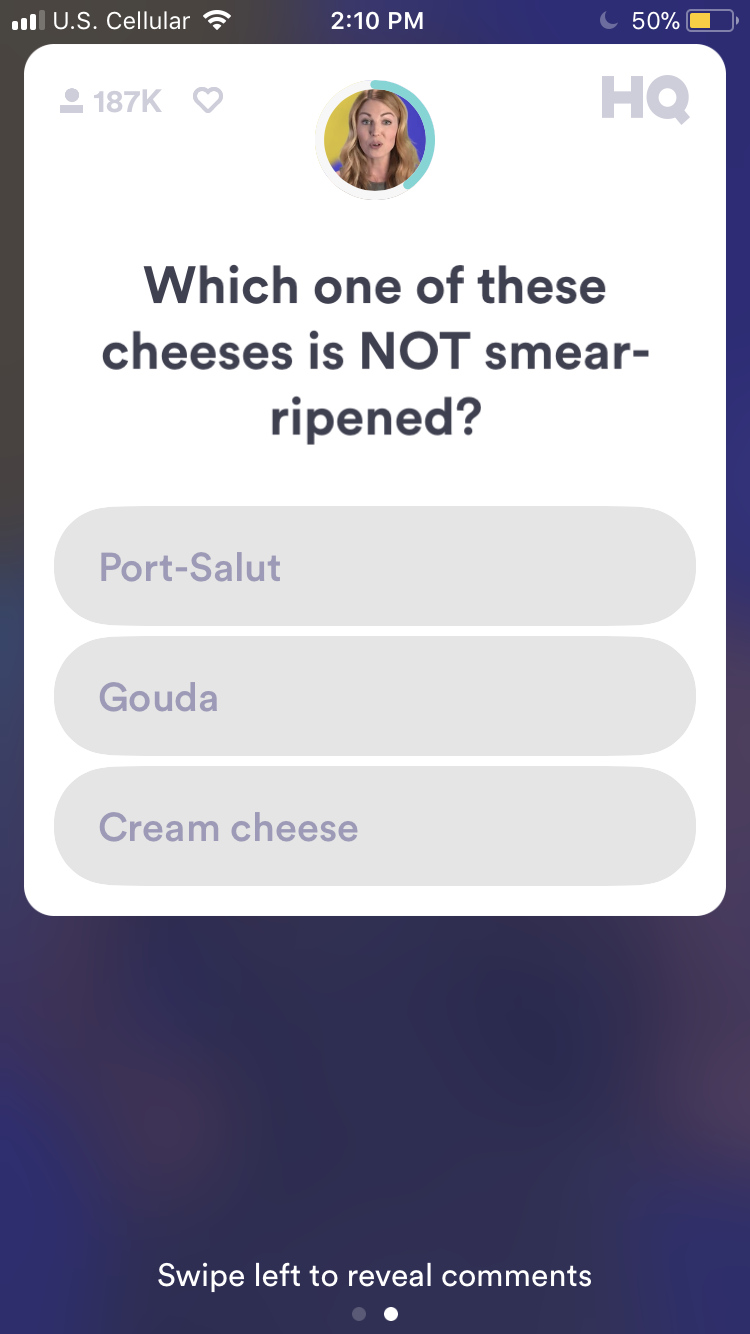 U.S. Cellular 2:10 PM 50%
187K HQ
Which one of these
cheeses is NOT smear-
ripened?
Port-Salut
Gouda
Cream cheese
Swipe left to reveal comments